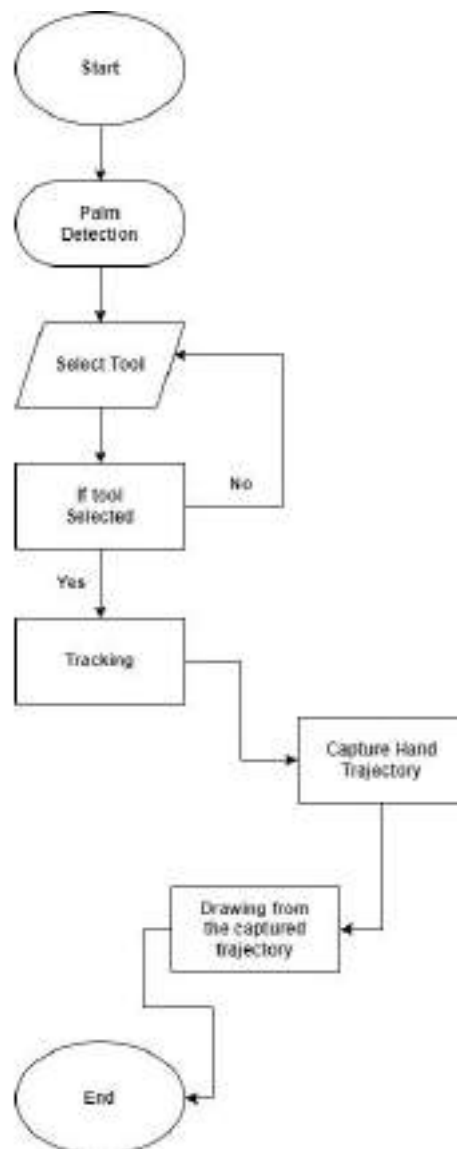 Start
Palm
Detection
Select Tool
If tool
Selected
No
Yes
Tracking
Capture Hand
Trajectory
Drawing from
the captured
trajectory
End